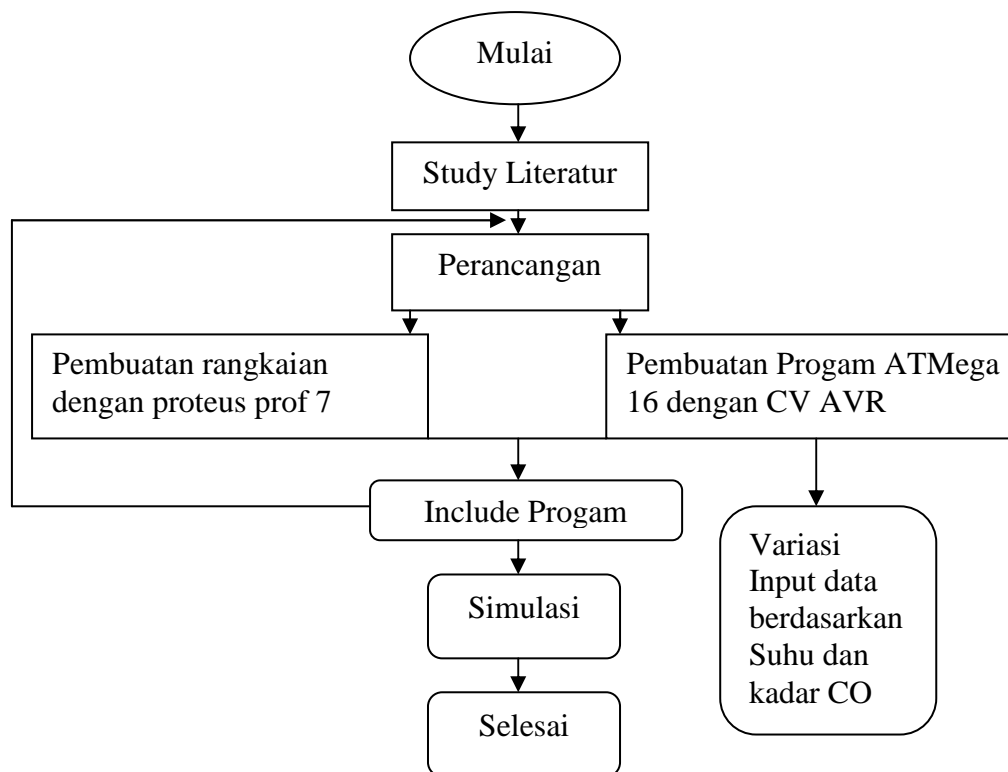 Mulai
Study Literatur
Perancangan
Pembuatan rangkaian
dengan proteus prof 7
Pembuatan Progam ATMega
16 dengan CV AVR
Include Progam
Variasi
Input data
berdasarkan
Suhu dan
kadar CO
Simulasi
Selesai